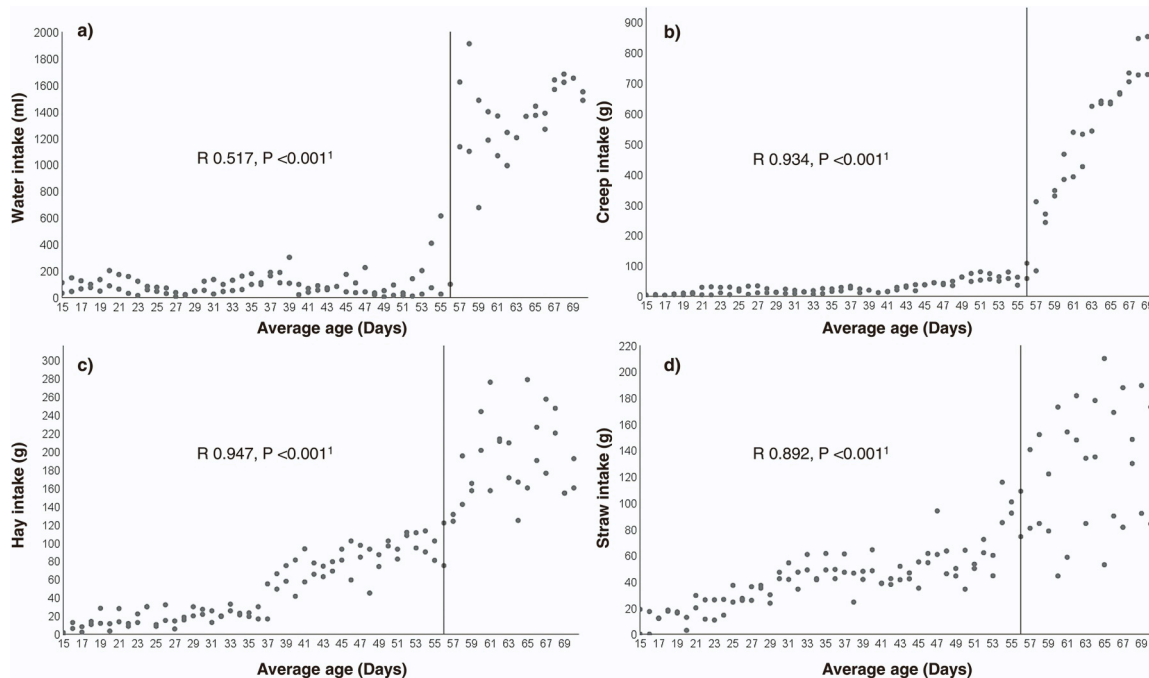 a)
Water intake (ml)
2000
1800
1600
1400
1200
1000
800
600
400
200
0
R 0.517, P <0.001¹
15 17 19 21 23 25 27 29 31 33 35 37 39 41 43 45 47 49 51 53 55 57 59 61 63 65 67 69
Average age (Days)
b)
Creep intake (g)
900
800
700
600
500
400
300
200
100
0
R 0.934, P <0.001¹
15 17 19 21 23 25 27 29 31 33 35 37 39 41 43 45 47 49 51 53 55 57 59 61 63 65 67 69
Average age (Days)
c)
Hay intake (g)
300
280
260
240
220
200
180
160
140
120
100
80
60
40
20
0
R 0.947, P <0.001¹
15 17 19 21 23 25 27 29 31 33 35 37 39 41 43 45 47 49 51 53 55 57 59 61 63 65 67 69
Average age (Days)
d)
Straw intake (g)
220
200
180
160
140
120
100
80
60
40
20
0
R 0.892, P <0.001¹
15 17 19 21 23 25 27 29 31 33 35 37 39 41 43 45 47 49 51 53 55 57 59 61 63 65 67 69
Average age (Days)